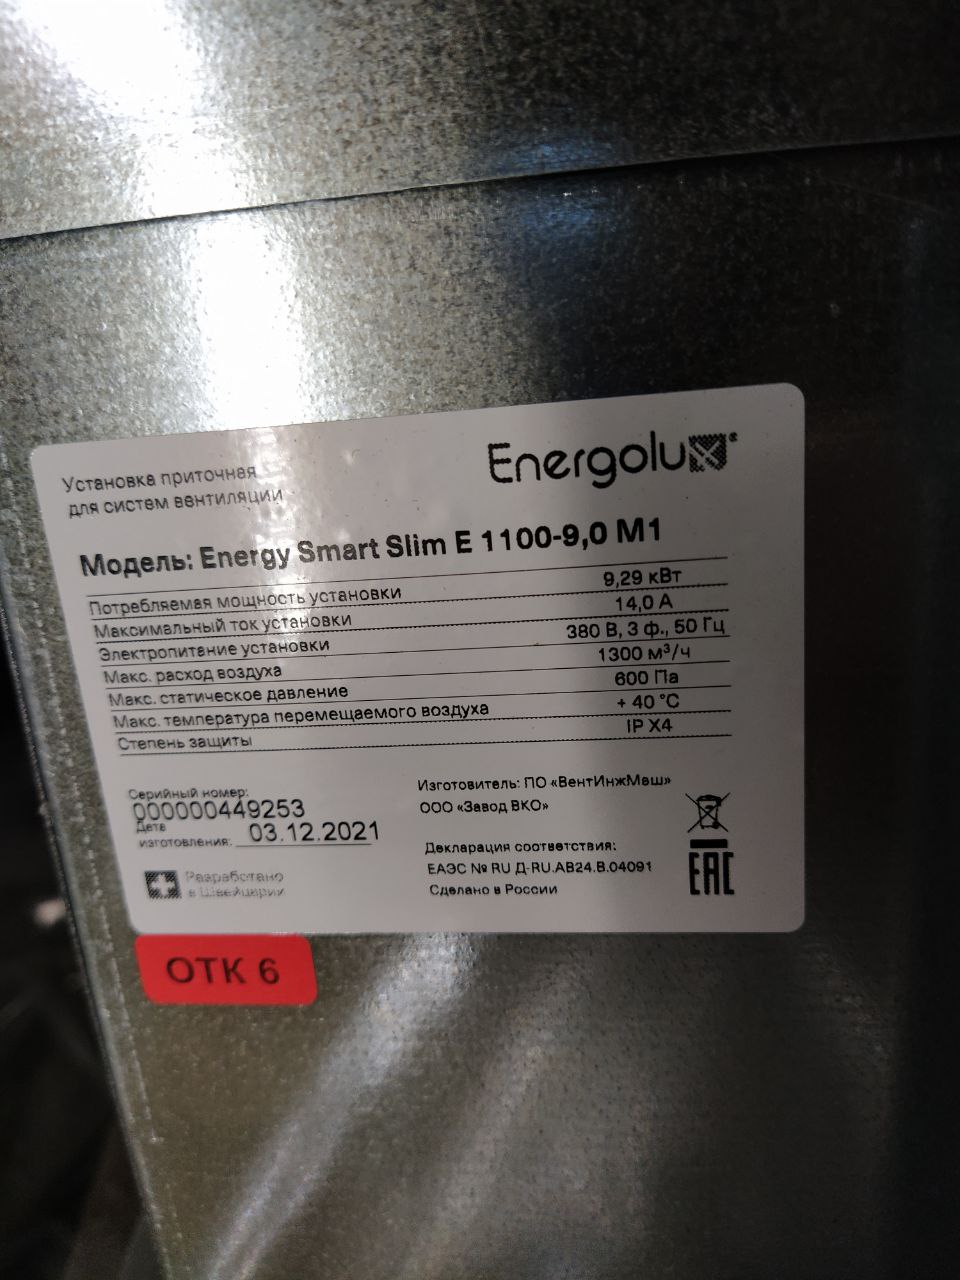 Установка приточная
для систем вентиляции
Energolux®
Модель: Energy Smart Slim E 1100-9,0 M1
Потребляемая мощность установки 9,29 кВт
Максимальный ток установки 14,0 А
Электропитание установки 380 В, 3 ф., 50 Гц
Макс. расход воздуха 1300 м³/ч
Макс. статическое давление 600 Па
Макс. температура перемещаемого воздуха + 40 °С
Степень защиты IP X4
Серийный номер:
000000449253
Дата
изготовления: 03.12.2021
Разработано
в Швейцарии
Изготовитель: ПО «ВентИнжМаш»
ООО «Завод ВКО»
Декларация соответствия:
ЕАЭС № RU Д-RU.АВ24.В.04091
Сделано в России
EAC
ОТК 6